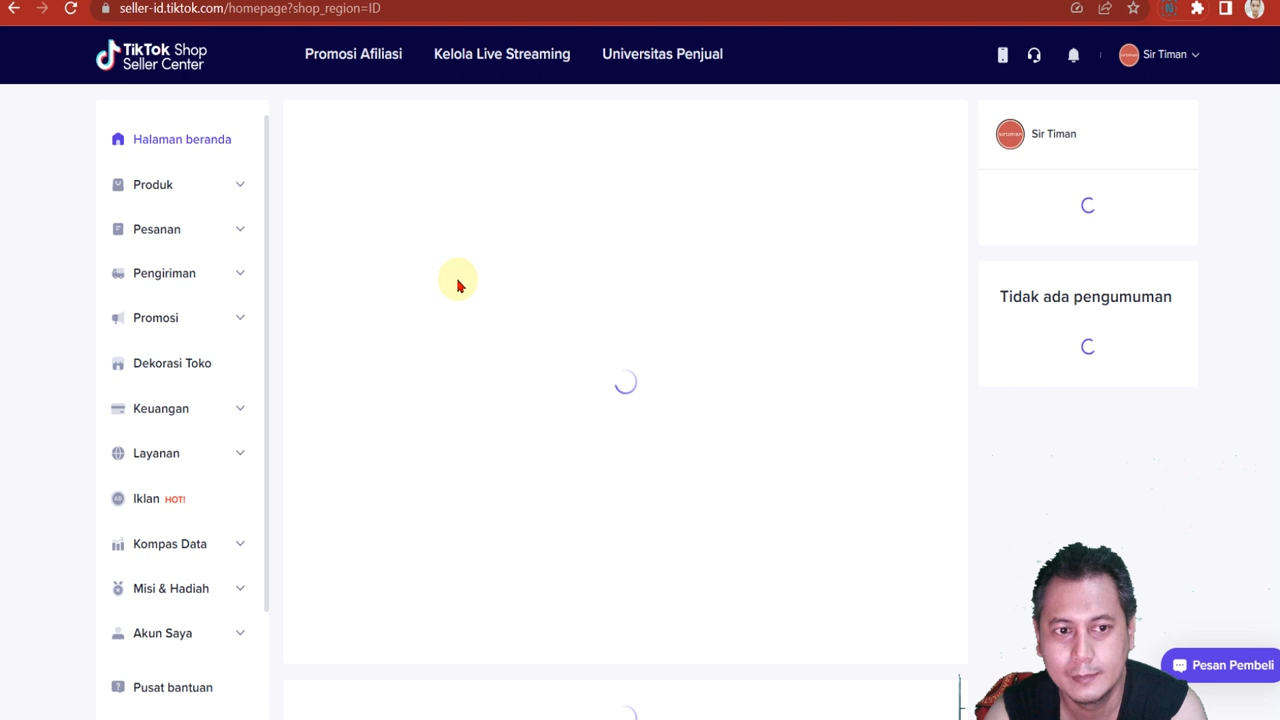 seller-id.tiktok.com/homepage?shop_region=ID
TikTok Shop
Seller Center
Promosi Afiliasi
Kelola Live Streaming
Universitas Penjual
Sir Timan
Halaman beranda
Produk
Pesanan
Pengiriman
Promosi
Dekorasi Toko
Keuangan
Layanan
Iklan HOT!
Kompas Data
Misi & Hadiah
Akun Saya
Pusat bantuan
Sir Timan
Tidak ada pengumuman
Pesan Pembeli